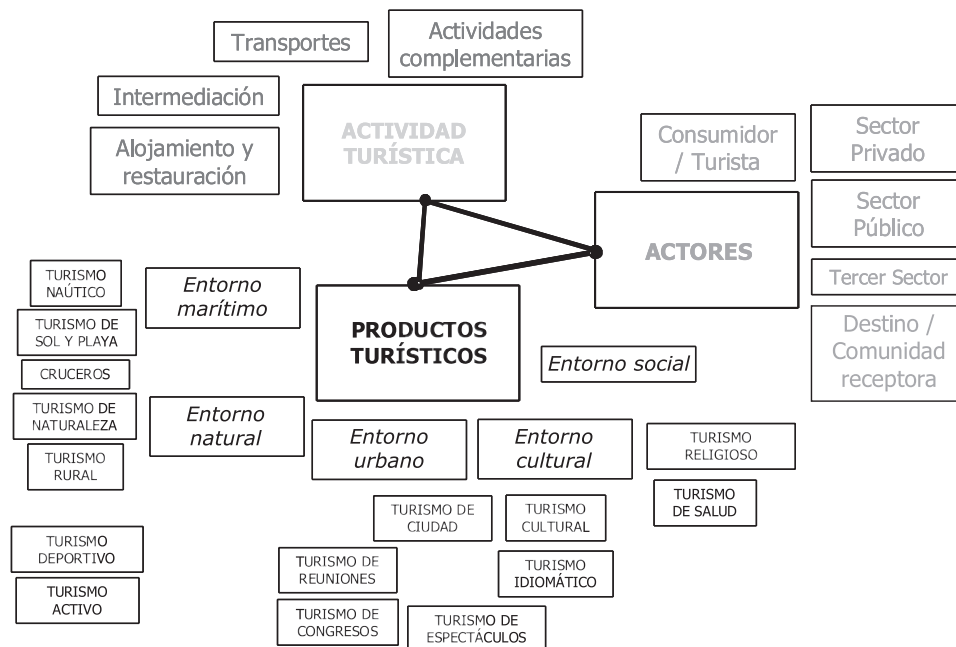 Transportes
Actividades
complementarias
Intermediación
Alojamiento y
restauración
ACTIVIDAD
TURÍSTICA
Consumidor
/ Turista
Sector
Privado
Sector
Público
ACTORES
Tercer Sector
Destino /
Comunidad
receptora
TURISMO
NAÚTICO
Entorno
marítimo
TURISMO DE
SOL Y PLAYA
CRUCEROS
PRODUCTOS
TURÍSTICOS
Entorno social
TURISMO DE
NATURALEZA
Entorno
natural
TURISMO
RURAL
Entorno
urbano
Entorno
cultural
TURISMO
RELIGIOSO
TURISMO
DE SALUD
TURISMO DE
CIUDAD
TURISMO
CULTURAL
TURISMO
DEPORTIVO
TURISMO DE
REUNIONES
TURISMO
IDIOMÁTICO
TURISMO
ACTIVO
TURISMO DE
CONGRESOS
TURISMO DE
ESPECTÁCULOS